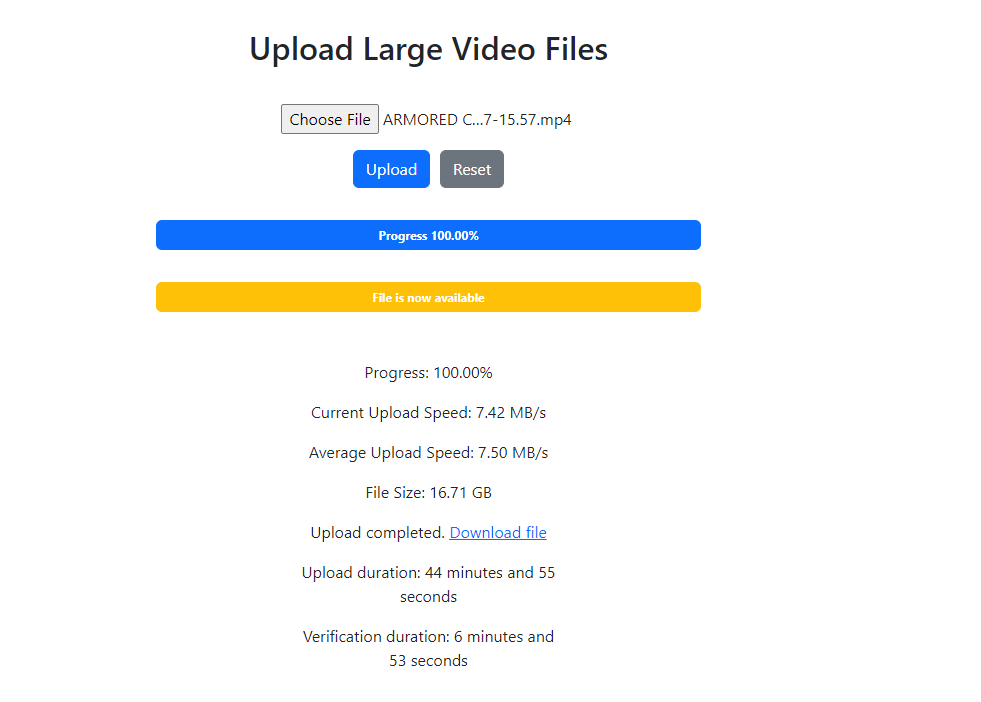 Upload Large Video Files
Choose File ARMORED C...7-15.57.mp4
Upload Reset
Progress 100.00%
File is now available
Progress: 100.00%
Current Upload Speed: 7.42 MB/s
Average Upload Speed: 7.50 MB/s
File Size: 16.71 GB
Upload completed. Download file
Upload duration: 44 minutes and 55
seconds
Verification duration: 6 minutes and
53 seconds